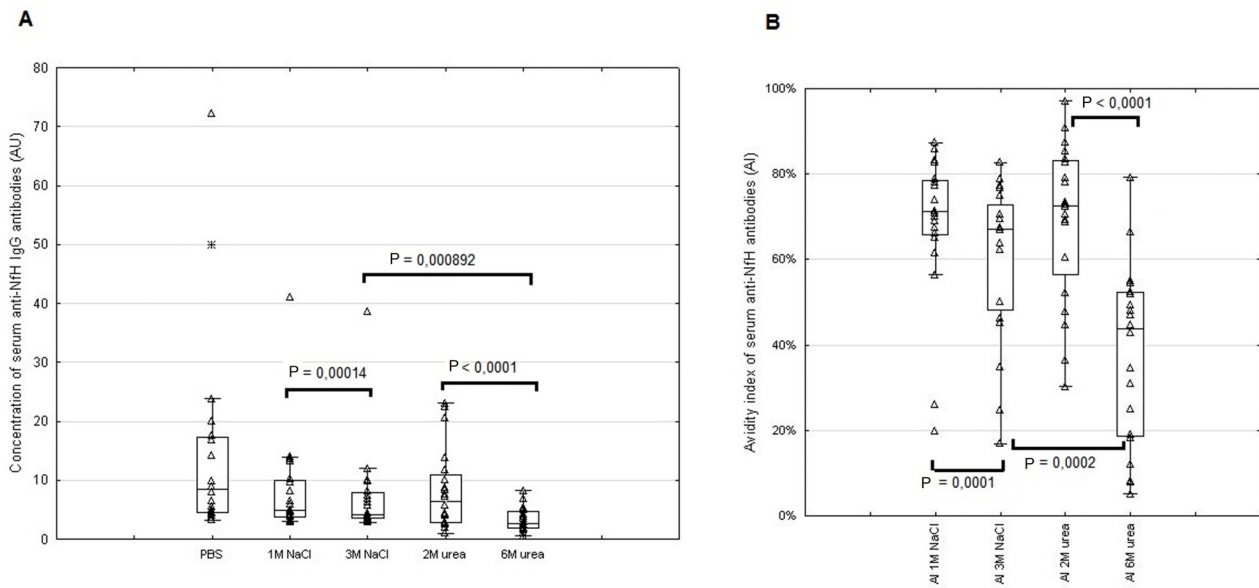 A
Concentration of serum anti-NfH IgG antibodies (AU)
80
70
60
50
40
30
20
10
0
P = 0,000892
P = 0,00014
P < 0,0001
PBS
1M NaCl
3M NaCl
2M urea
6M urea
B
Avidity index of serum anti-NfH antibodies (AI)
100%
80%
60%
40%
20%
0%
P < 0,0001
P = 0,0002
P = 0,0001
AI 1M NaCl
AI 3M NaCl
AI 2M urea
AI 6M urea